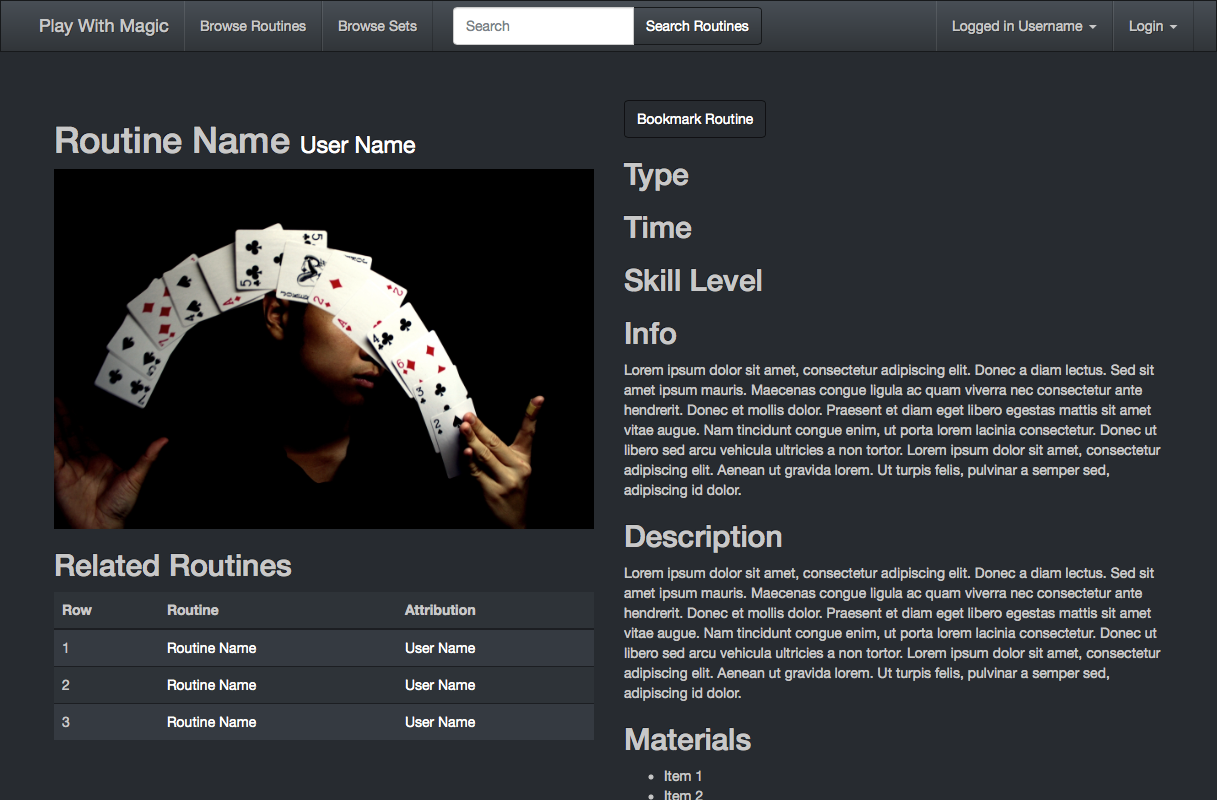 Play With Magic Browse Routines Browse Sets Search Search Routines Logged in Username Login
Routine Name User Name
Related Routines
Row Routine Attribution
1 Routine Name User Name
2 Routine Name User Name
3 Routine Name User Name
Bookmark Routine
Type
Time
Skill Level
Info
Lorem ipsum dolor sit amet, consectetur adipiscing elit. Donec a diam lectus. Sed sit
amet ipsum mauris. Maecenas congue ligula ac quam viverra nec consectetur ante
hendrerit. Donec et mollis dolor. Praesent et diam eget libero egestas mattis sit amet
vitae augue. Nam tincidunt congue enim, ut porta lorem lacinia consectetur. Donec ut
libero sed arcu vehicula ultricies a non tortor. Lorem ipsum dolor sit amet, consectetur
adipiscing elit. Aenean ut gravida lorem. Ut turpis felis, pulvinar a semper sed,
adipiscing id dolor.
Description
Lorem ipsum dolor sit amet, consectetur adipiscing elit. Donec a diam lectus. Sed sit
amet ipsum mauris. Maecenas congue ligula ac quam viverra nec consectetur ante
hendrerit. Donec et mollis dolor. Praesent et diam eget libero egestas mattis sit amet
vitae augue. Nam tincidunt congue enim, ut porta lorem lacinia consectetur. Donec ut
libero sed arcu vehicula ultricies a non tortor. Lorem ipsum dolor sit amet, consectetur
adipiscing elit. Aenean ut gravida lorem. Ut turpis felis, pulvinar a semper sed,
adipiscing id dolor.
Materials
Item 1
Item 2